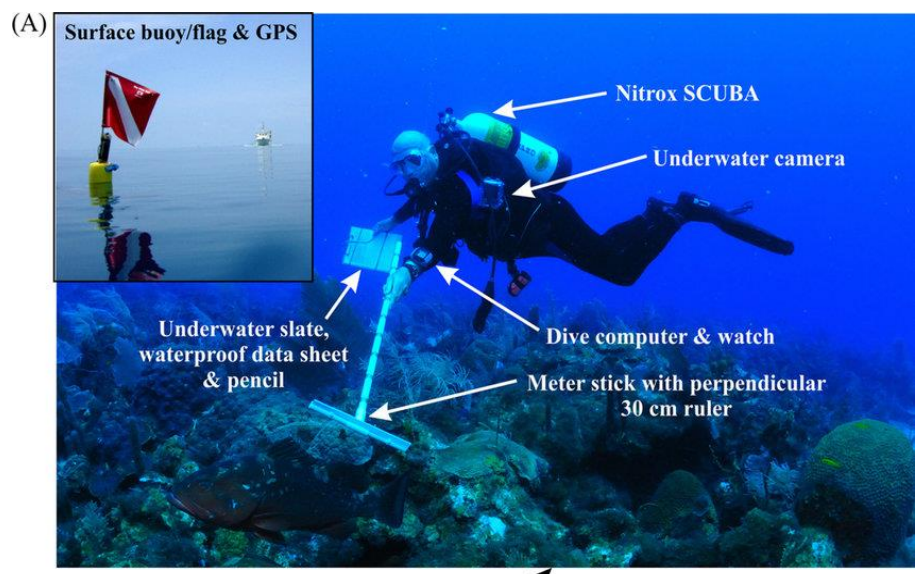 (A)
Surface buoy/flag & GPS
Nitrox SCUBA
Underwater camera
Underwater slate,
waterproof data sheet
& pencil
Dive computer & watch
Meter stick with perpendicular
30 cm ruler